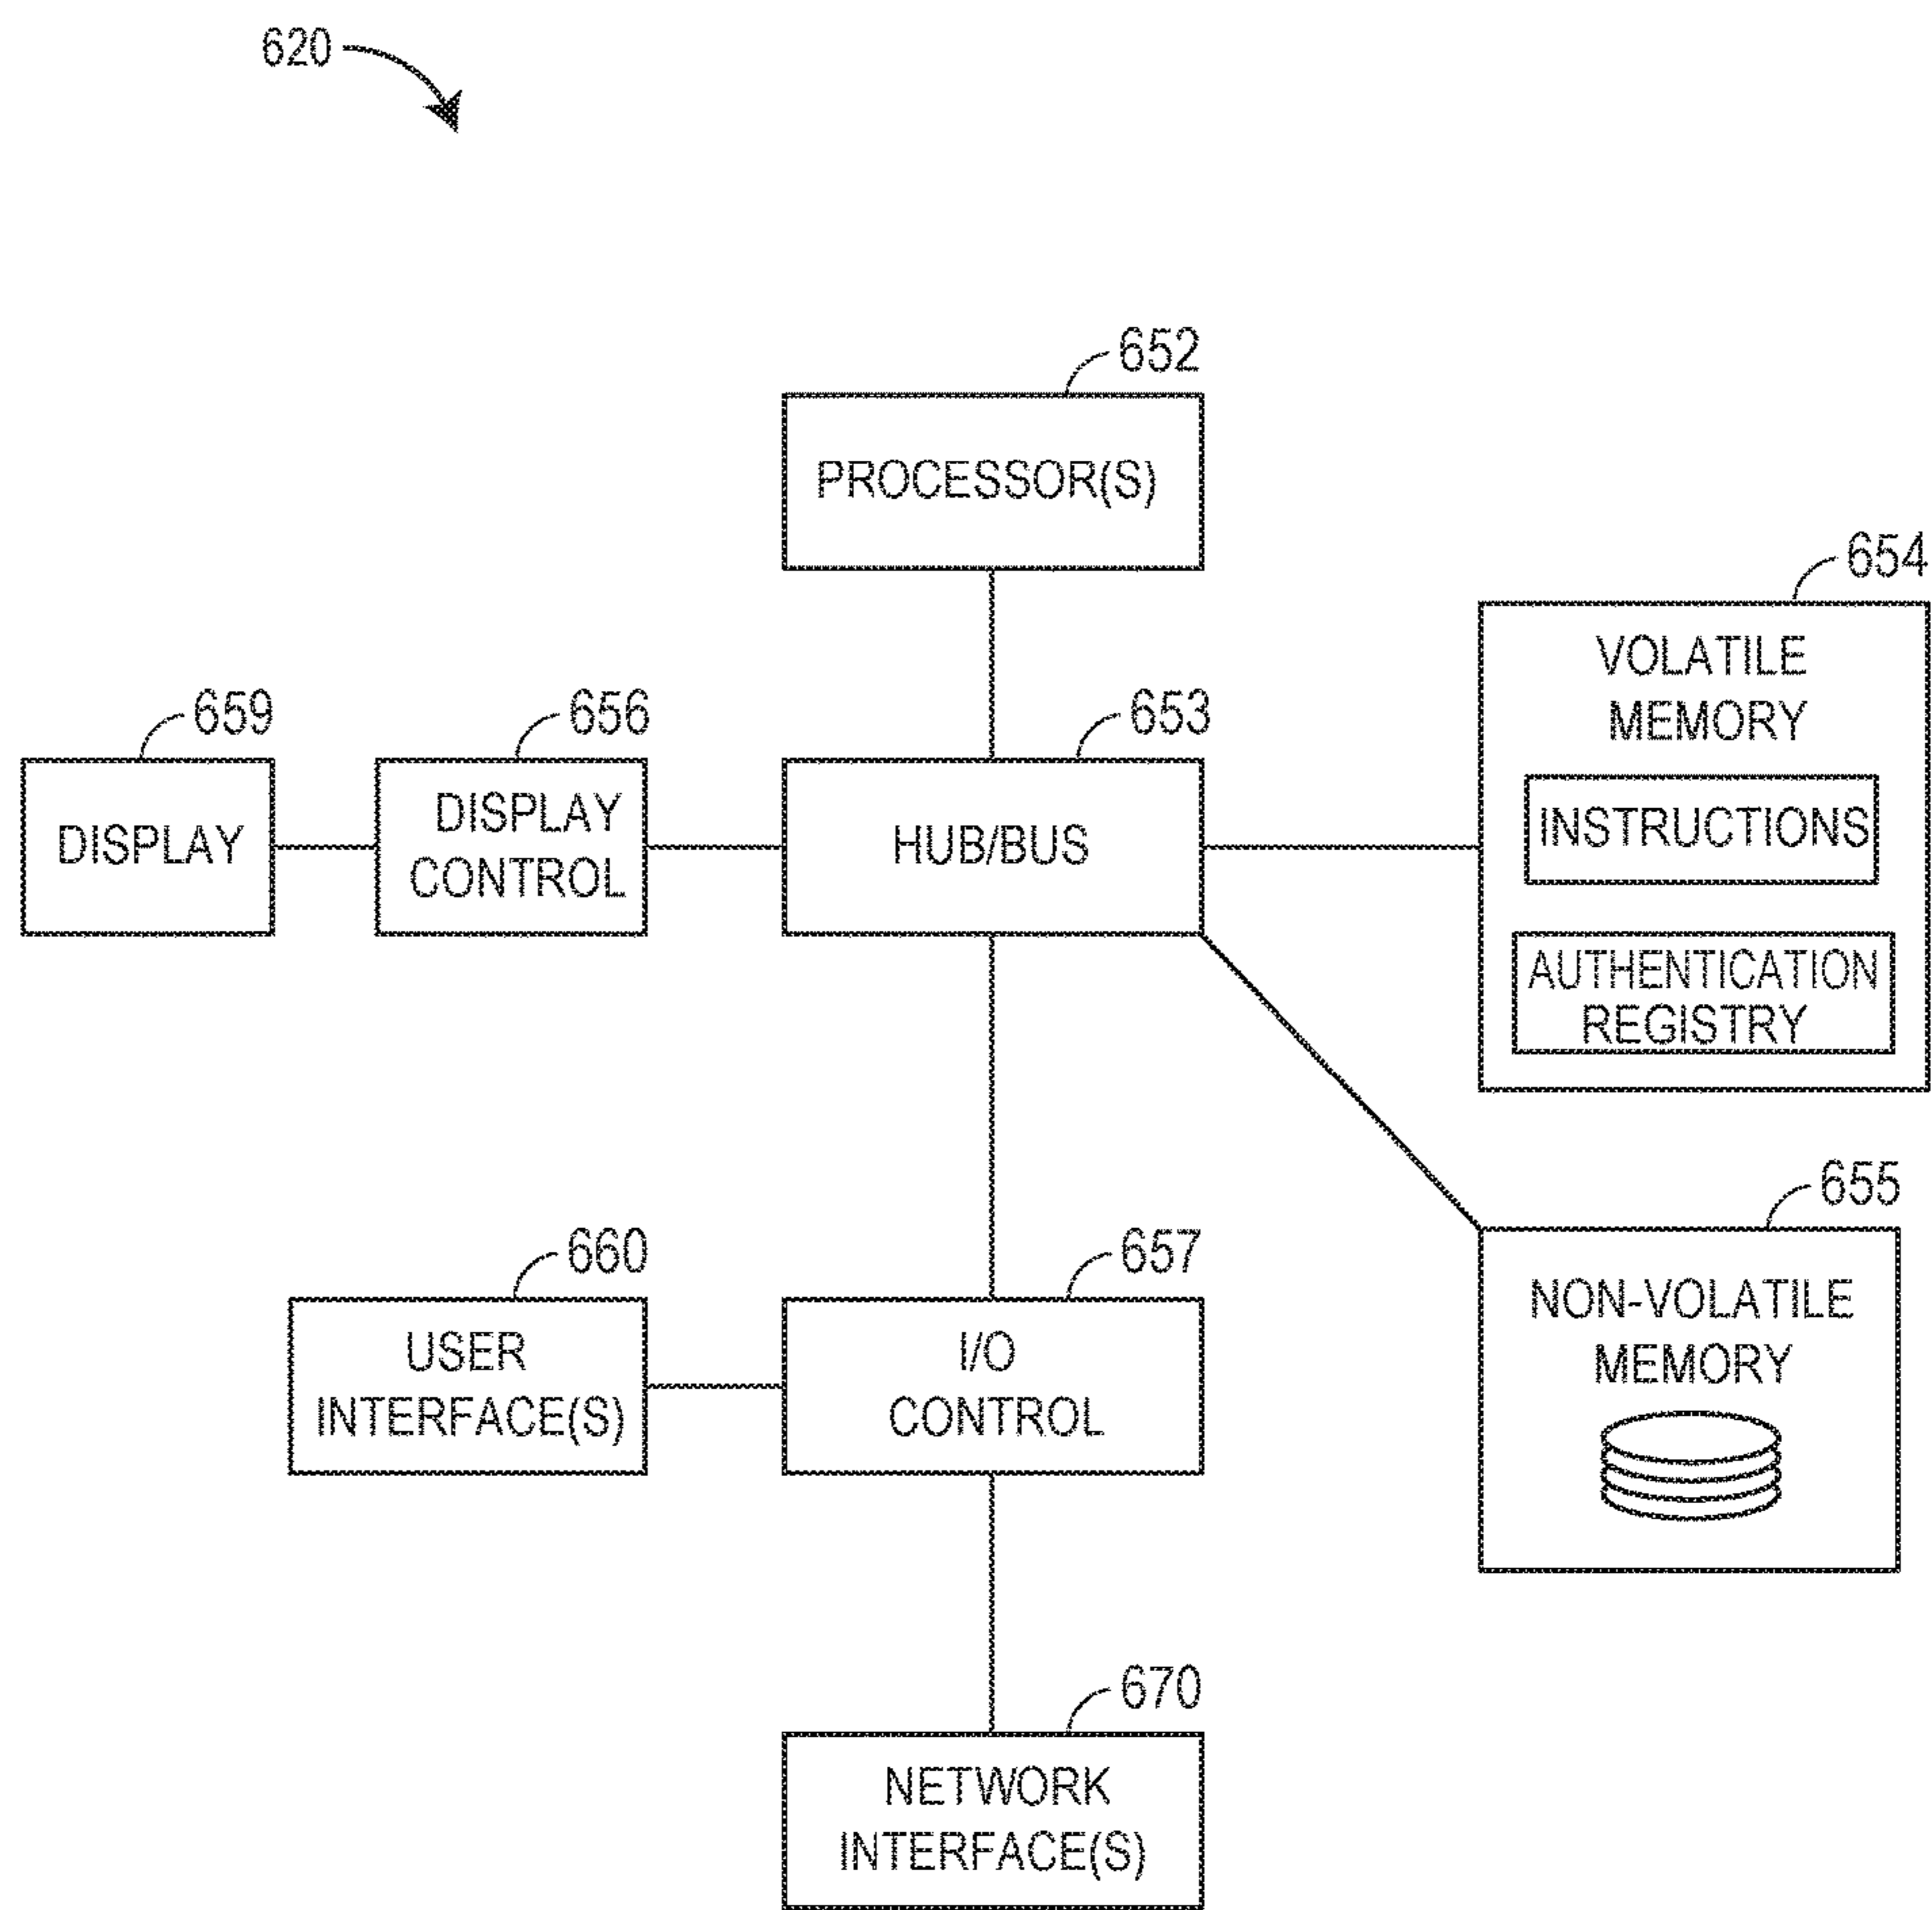 620
652
PROCESSOR(S)
654
VOLATILE
MEMORY
INSTRUCTIONS
AUTHENTICATION
REGISTRY
659
DISPLAY
656
DISPLAY
CONTROL
653
HUB/BUS
655
NON-VOLATILE
MEMORY
660
USER
INTERFACE(S)
657
I/O
CONTROL
670
NETWORK
INTERFACE(S)